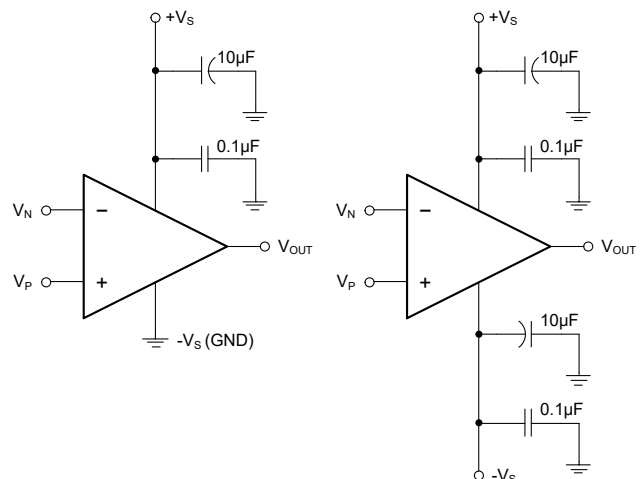 +VS
10µF
0.1µF
VN
−
VP
+
VOUT
-VS (GND)
+VS
10µF
0.1µF
VN
−
VP
+
VOUT
10µF
0.1µF
-VS